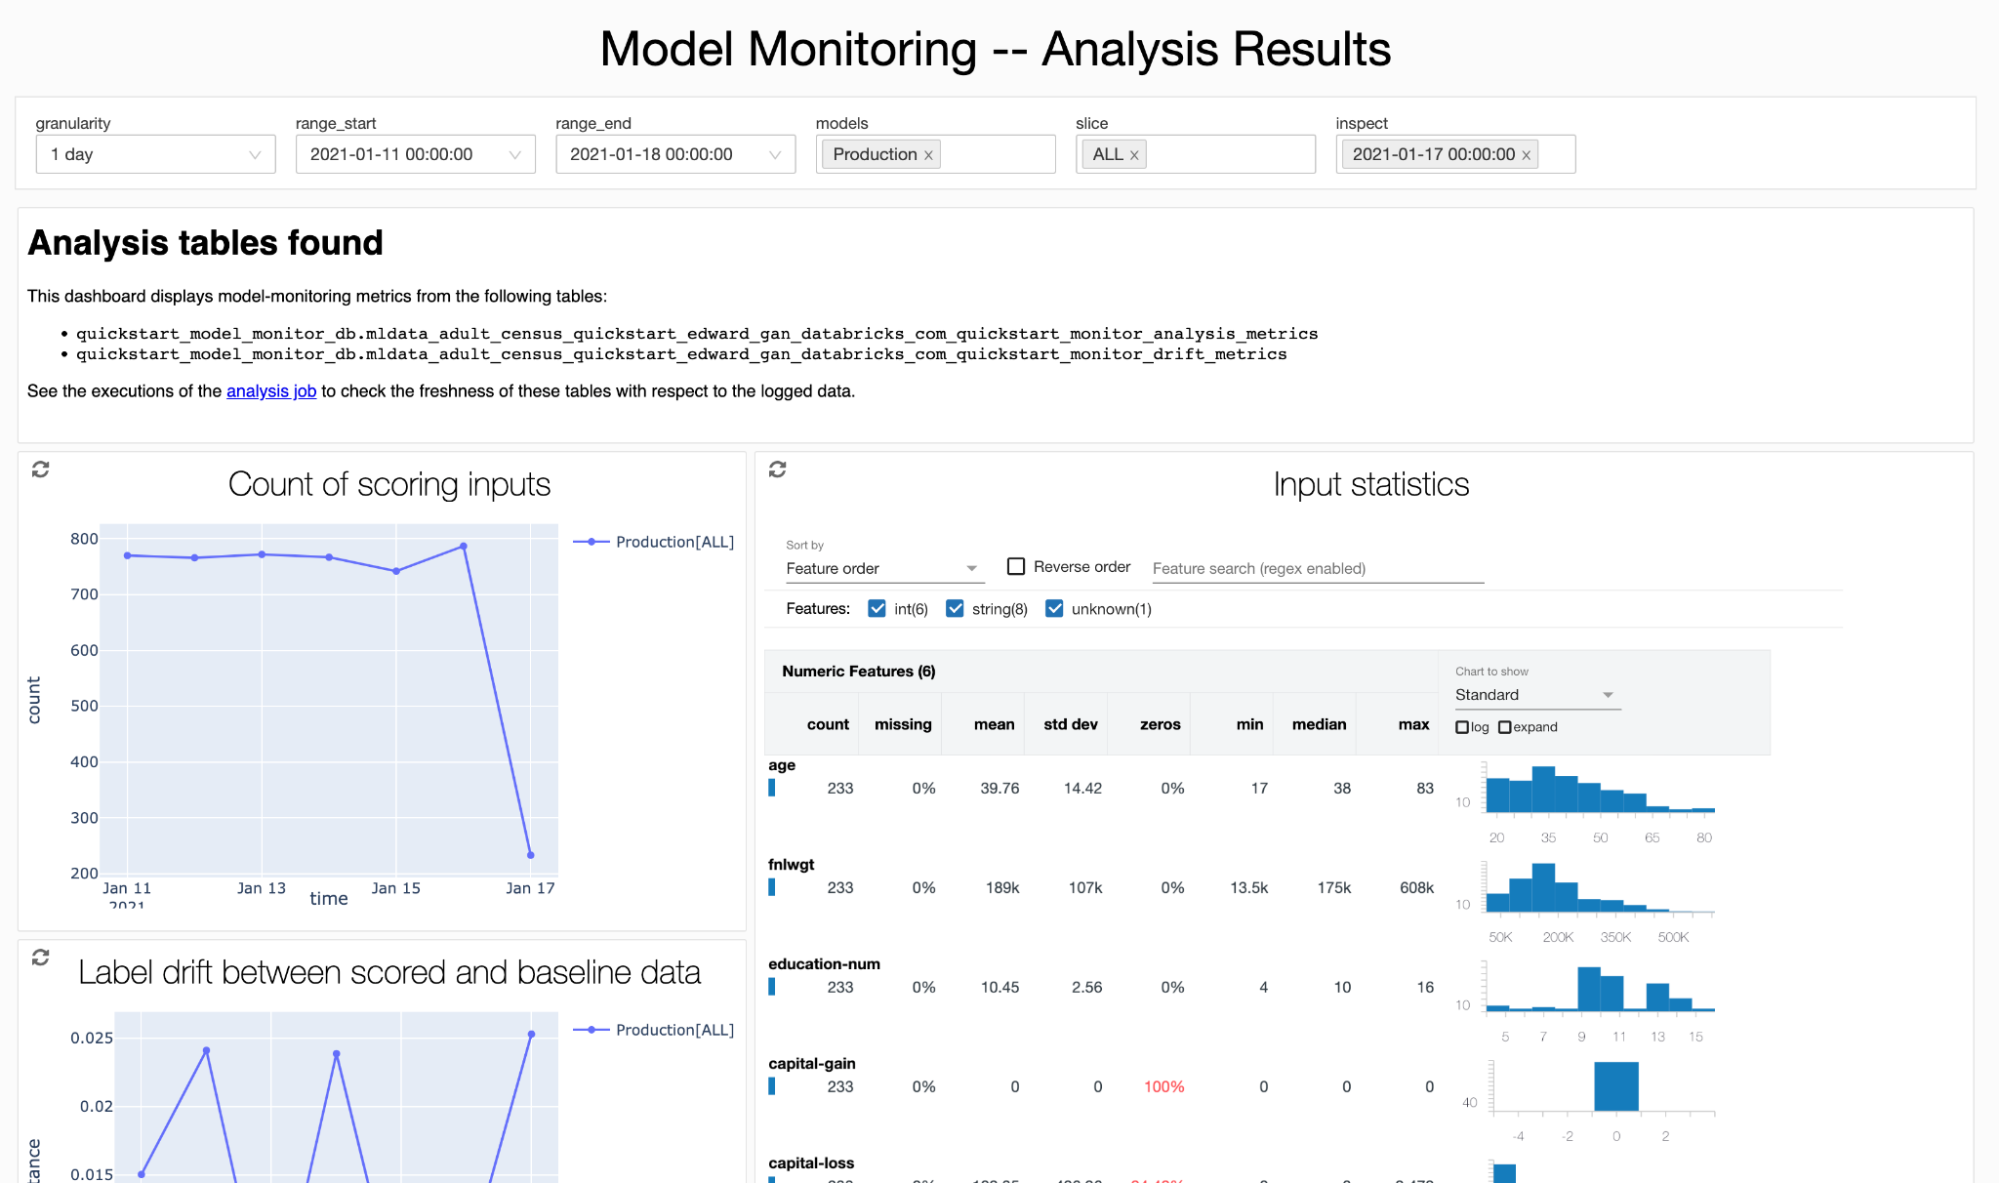 Model Monitoring -- Analysis Results
granularity range_start range_end models slice inspect
1 day 2021-01-11 00:00:00 2021-01-18 00:00:00 Production × ALL × 2021-01-17 00:00:00 ×
Analysis tables found
This dashboard displays model-monitoring metrics from the following tables:
• quickstart_model_monitor_db.mldata_adult_census_quickstart_edward_gan_databricks_com_quickstart_monitor_analysis_metrics
• quickstart_model_monitor_db.mldata_adult_census_quickstart_edward_gan_databricks_com_quickstart_monitor_drift_metrics
See the executions of the analysis job to check the freshness of these tables with respect to the logged data.
Count of scoring inputs
Production[ALL]
800
700
600
500
400
300
200
count
Jan 11 Jan 13 Jan 15 Jan 17
2021
time
Label drift between scored and baseline data
Production[ALL]
0.025
0.02
0.015
Input statistics
Sort by
Feature order Reverse order Feature search (regex enabled)
Features: int(6) string(8) unknown(1)
Numeric Features (6)
Chart to show
Standard
log expand
count missing mean std dev zeros min median max
age
233 0% 39.76 14.42 0% 17 38 83
10
20 35 50 65 80
fnlwgt
233 0% 189k 107k 0% 13.5k 175k 608k
10
50K 200K 350K 500K
education-num
233 0% 10.45 2.56 0% 4 10 16
10
5 7 9 11 13 15
capital-gain
233 0% 0 0 100% 0 0 0
40
-4 -2 0 2
capital-loss